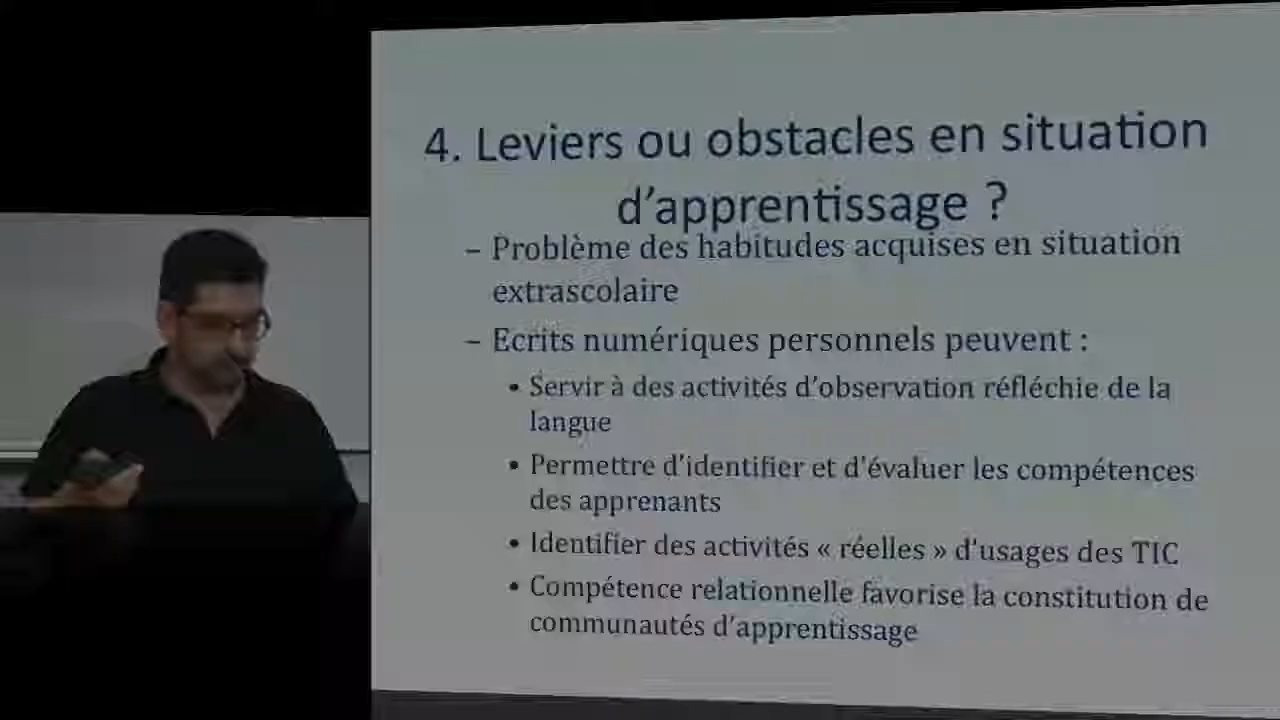 4. Leviers ou obstacles en situation
d’apprentissage ?
– Problème des habitudes acquises en situation
extrascolaire
– Ecrits numériques personnels peuvent :
• Servir à des activités d’observation réfléchie de la
langue
• Permettre d’identifier et d’évaluer les compétences
des apprenants
• Identifier des activités « réelles » d’usages des TIC
• Compétence relationnelle favorise la constitution de
communautés d’apprentissage